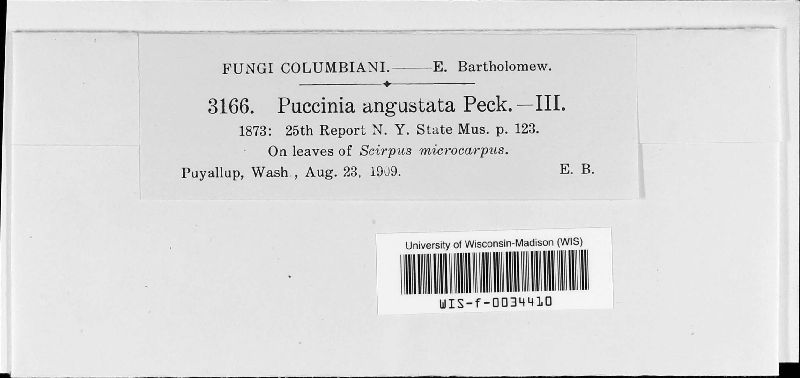 FUNGI COLUMBIANI.——E. Bartholomew.
3166. Puccinia angustata Peck.—III.
1873: 25th Report N. Y. State Mus. p. 123.
On leaves of Scirpus microcarpus.
Puyallup, Wash., Aug. 23, 1909. E. B.
University of Wisconsin-Madison (WIS)
WIS-f-0034410